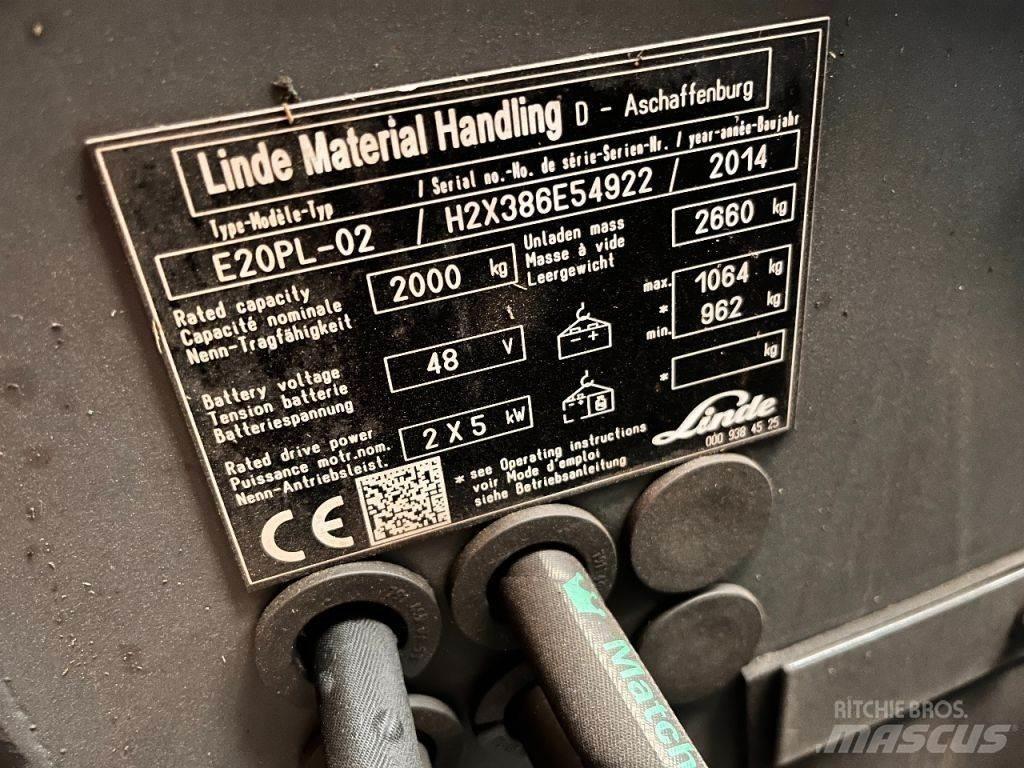 Linde Material Handling D - Aschaffenburg
Type-Modèle-Typ / Serial no.-No. de série-Serien-Nr. / year-année-Baujahr
E20PL-02 / H2X386E54922 / 2014
Rated capacity
Capacité nominale
Nenn-Tragfähigkeit
2000 kg
Unladen mass
Masse à vide
Leergewicht
2660 kg
Battery voltage
Tension batterie
Batteriespannung
48 V
- +
max. 1064 kg
*
min. 962 kg
Rated drive power
Puissance motr.nom.
Nenn-Antriebsleist.
2 X 5 kW
- +
* kg
* see Operating instructions
voir Mode d'emploi
siehe Betriebsanleitung
Linde
000 938 45 25
CE
Match
RITCHIE BROS.
MASCUS